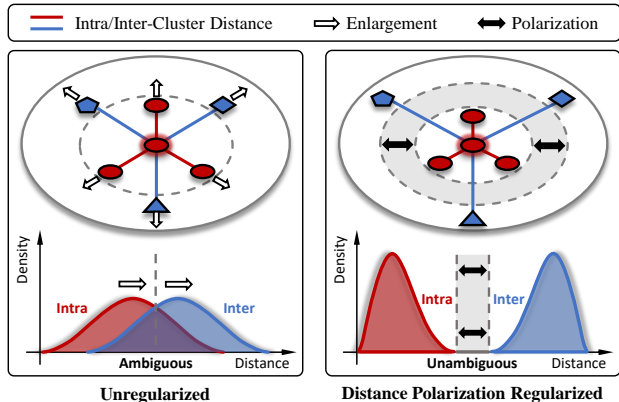 Intra/Inter-Cluster Distance
Enlargement
Polarization
Density
Intra
Inter
Ambiguous
Distance
Unregularized
Density
Intra
Inter
Unambiguous
Distance
Distance Polarization Regularized